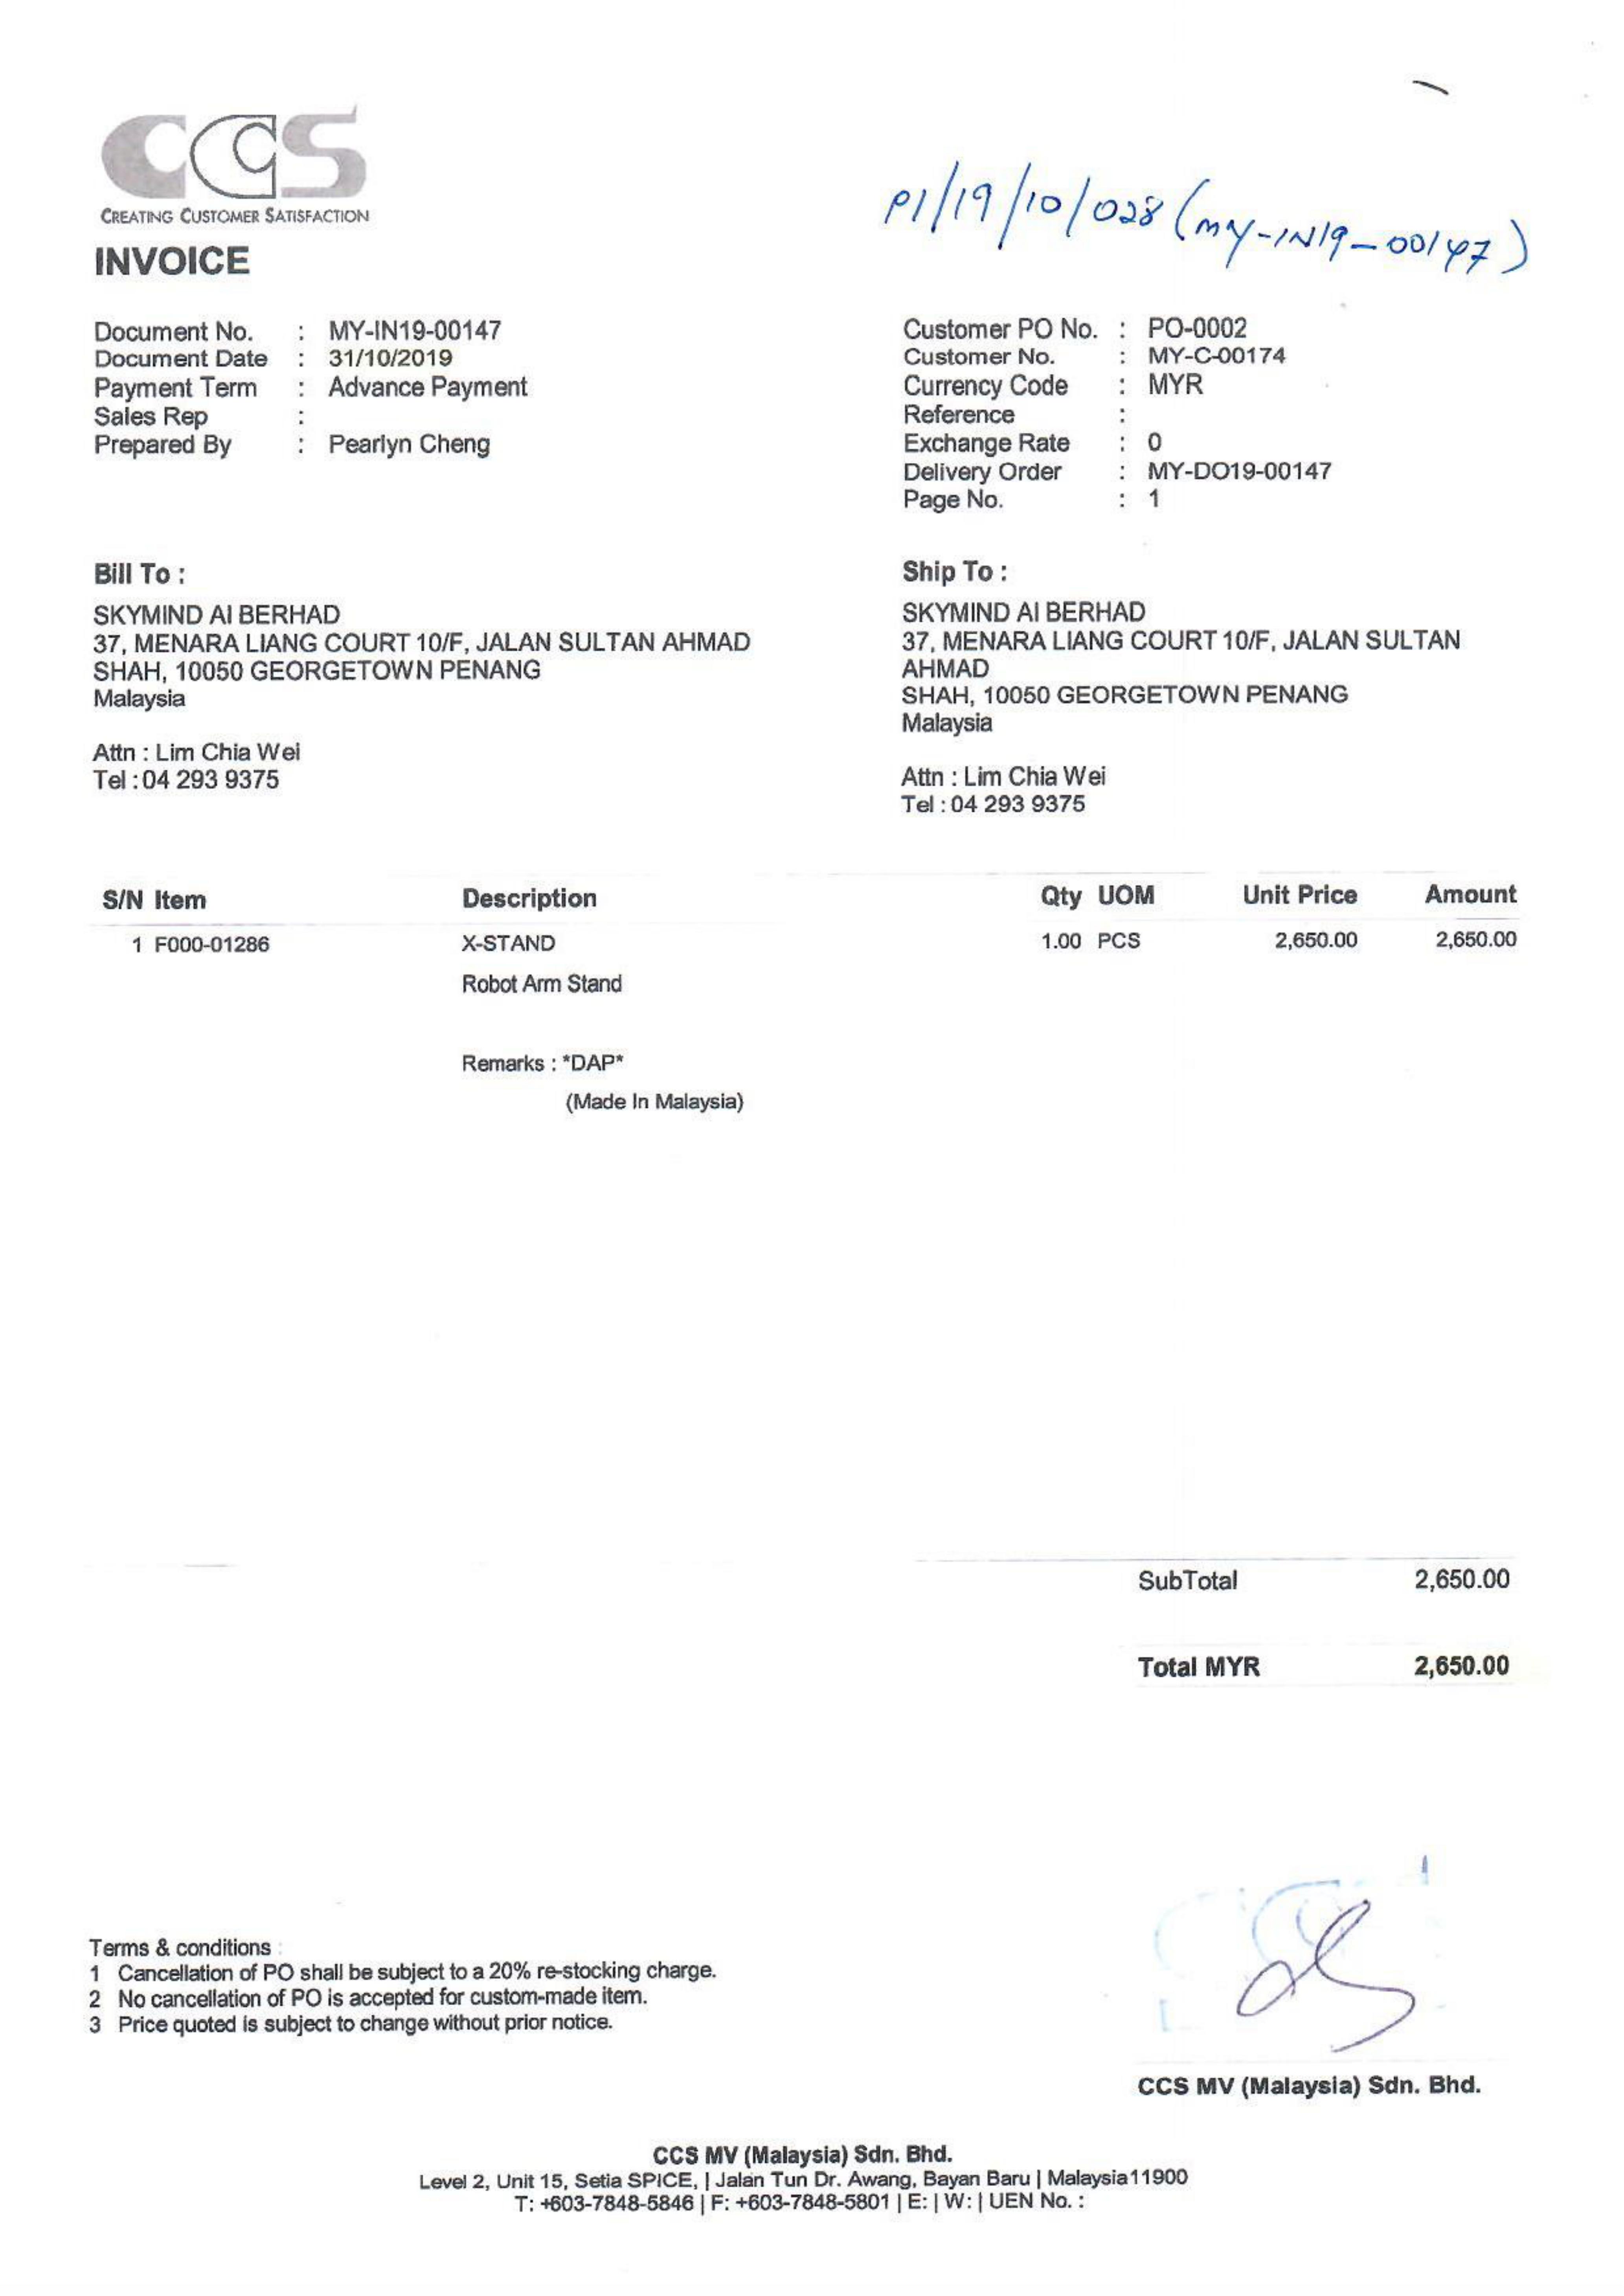 CCS
CREATING CUSTOMER SATISFACTION
INVOICE
P1/19/10/028 (MY-IN19-00147)
Document No. : MY-IN19-00147
Document Date : 31/10/2019
Payment Term : Advance Payment
Sales Rep :
Prepared By : Pearlyn Cheng
Customer PO No. : PO-0002
Customer No. : MY-C-00174
Currency Code : MYR
Reference :
Exchange Rate : 0
Delivery Order : MY-DO19-00147
Page No. : 1
Bill To :
SKYMIND AI BERHAD
37, MENARA LIANG COURT 10/F, JALAN SULTAN AHMAD
SHAH, 10050 GEORGETOWN PENANG
Malaysia
Attn : Lim Chia Wei
Tel : 04 293 9375
Ship To :
SKYMIND AI BERHAD
37, MENARA LIANG COURT 10/F, JALAN SULTAN
AHMAD
SHAH, 10050 GEORGETOWN PENANG
Malaysia
Attn : Lim Chia Wei
Tel : 04 293 9375
S/N Item Description Qty UOM Unit Price Amount
1 F000-01286 X-STAND 1.00 PCS 2,650.00 2,650.00
Robot Arm Stand
Remarks : *DAP*
(Made In Malaysia)
SubTotal 2,650.00
Total MYR 2,650.00
Terms & conditions :
1 Cancellation of PO shall be subject to a 20% re-stocking charge.
2 No cancellation of PO is accepted for custom-made item.
3 Price quoted is subject to change without prior notice.
CCS MV (Malaysia) Sdn. Bhd.
CCS MV (Malaysia) Sdn. Bhd.
Level 2, Unit 15, Setia SPICE, | Jalan Tun Dr. Awang, Bayan Baru | Malaysia11900
T: +603-7848-5846 | F: +603-7848-5801 | E: | W: | UEN No. :